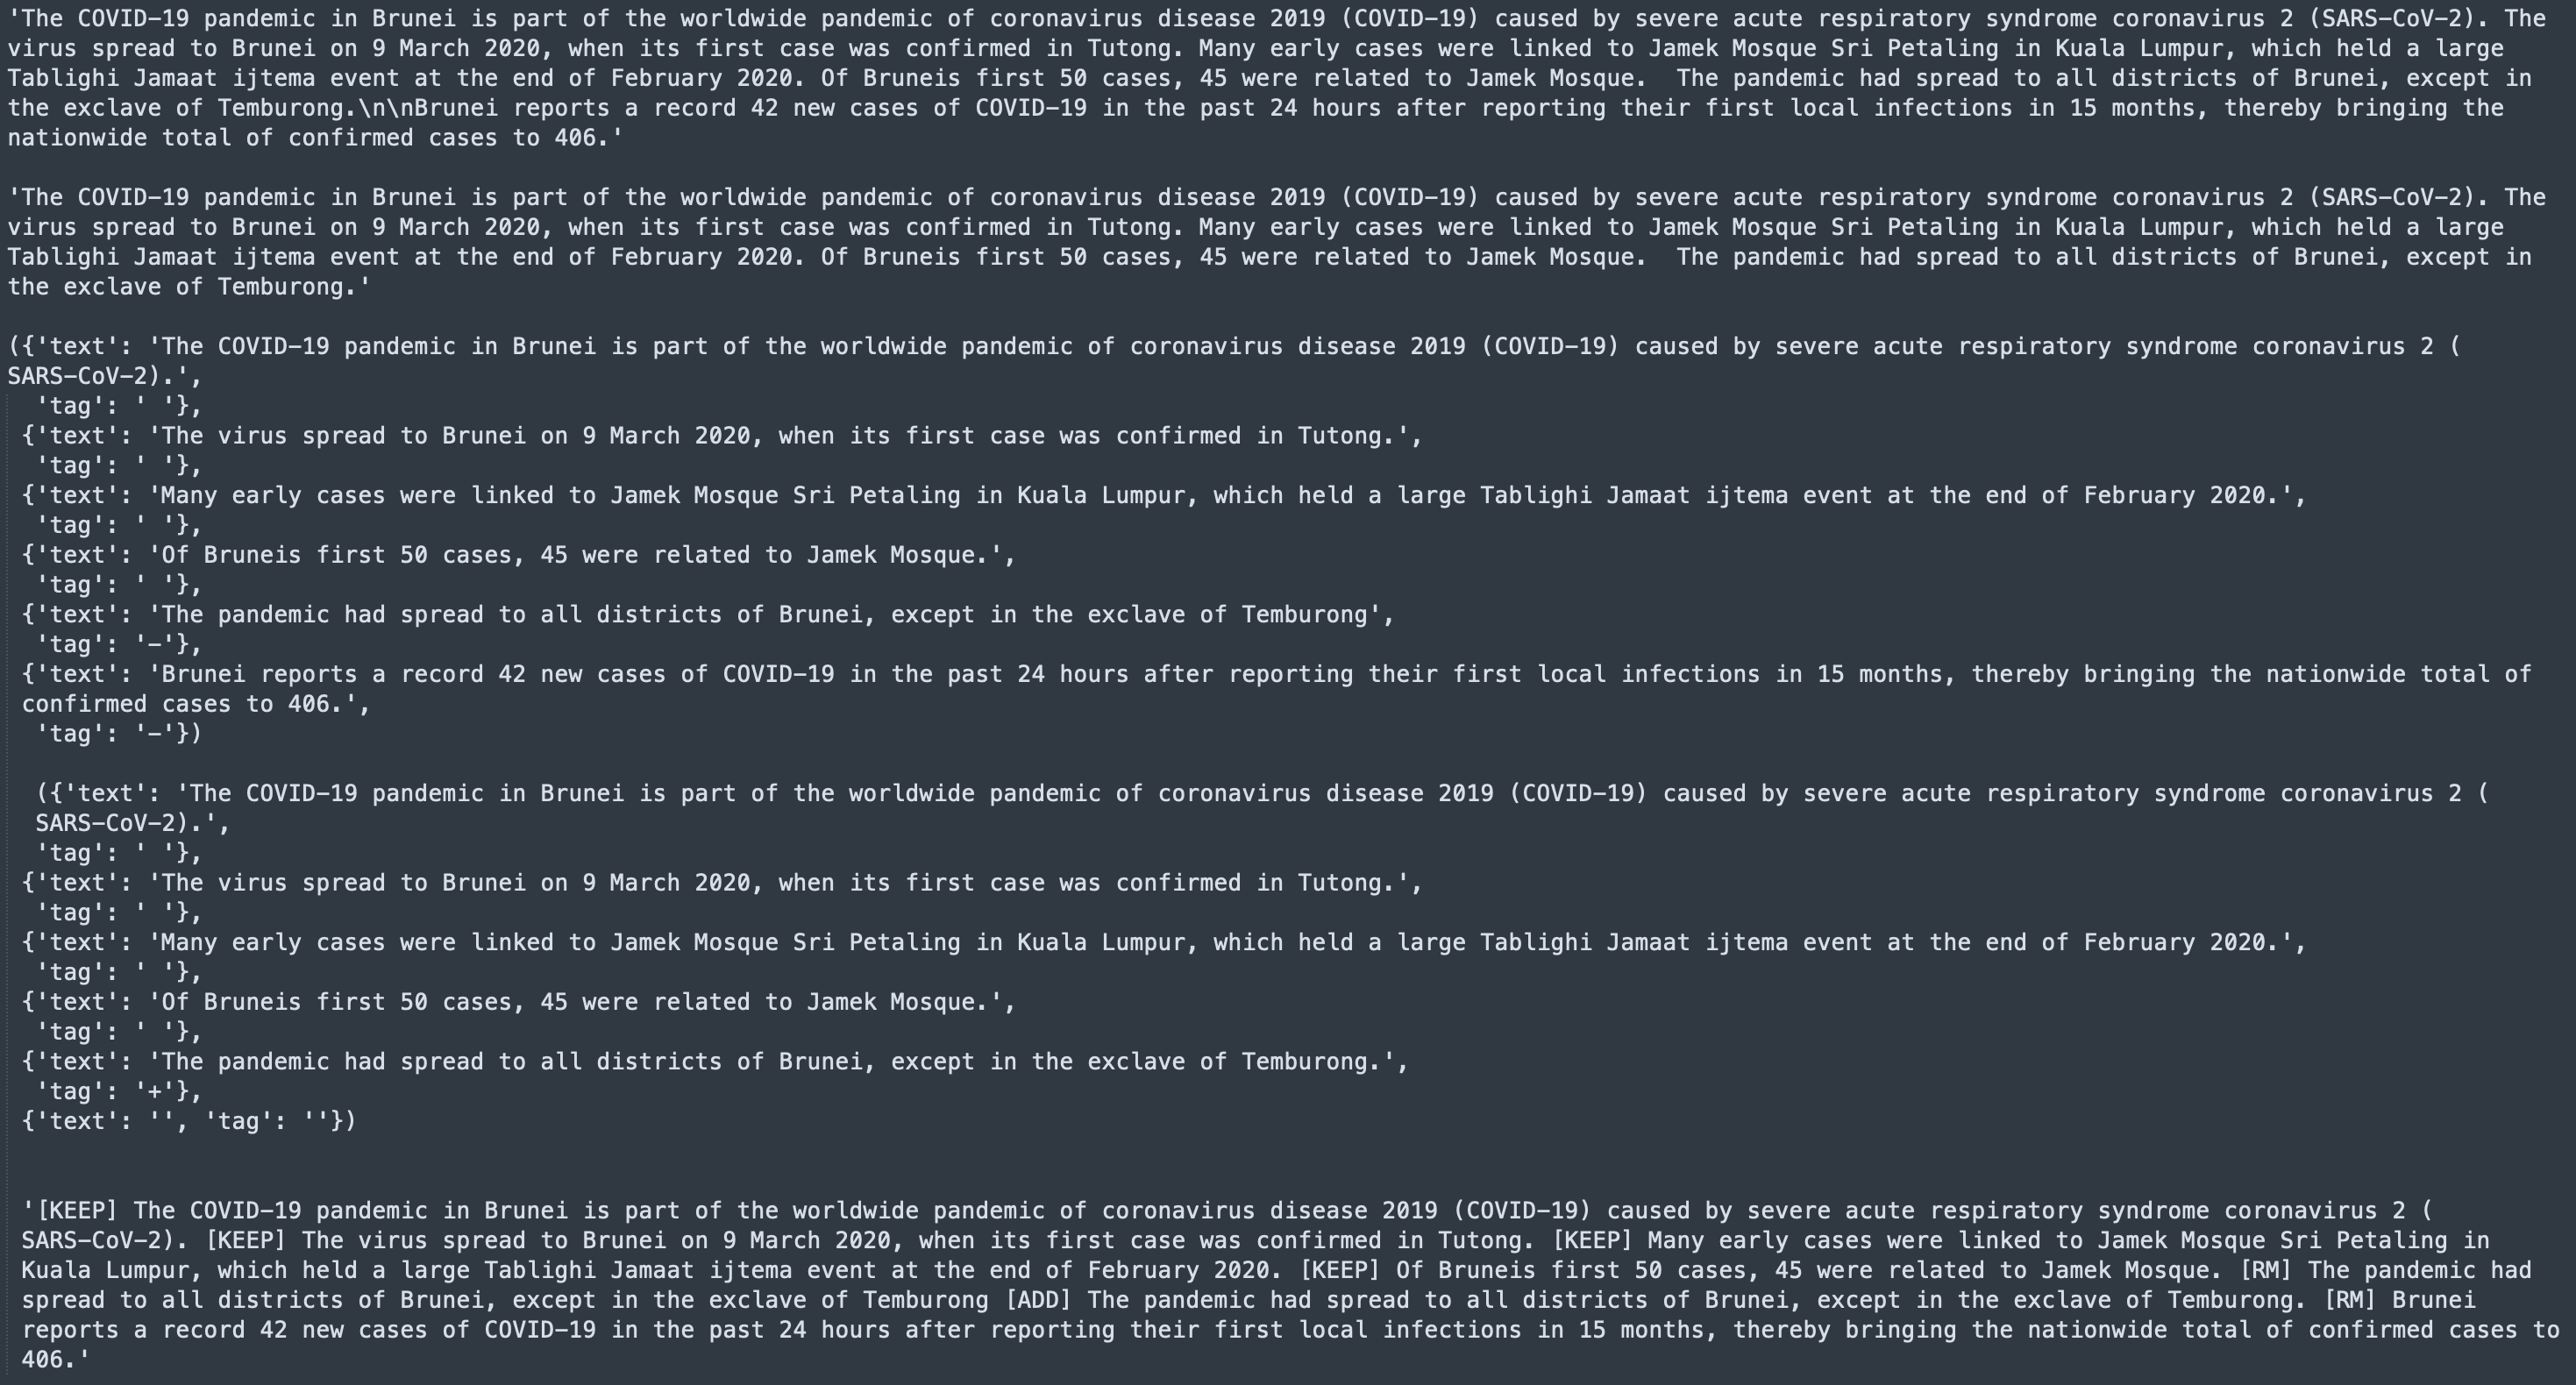 'The COVID-19 pandemic in Brunei is part of the worldwide pandemic of coronavirus disease 2019 (COVID-19) caused by severe acute respiratory syndrome coronavirus 2 (SARS-CoV-2). The
virus spread to Brunei on 9 March 2020, when its first case was confirmed in Tutong. Many early cases were linked to Jamek Mosque Sri Petaling in Kuala Lumpur, which held a large
Tablighi Jamaat ijtema event at the end of February 2020. Of Bruneis first 50 cases, 45 were related to Jamek Mosque.  The pandemic had spread to all districts of Brunei, except in
the exclave of Temburong.\n\nBrunei reports a record 42 new cases of COVID-19 in the past 24 hours after reporting their first local infections in 15 months, thereby bringing the
nationwide total of confirmed cases to 406.'
'The COVID-19 pandemic in Brunei is part of the worldwide pandemic of coronavirus disease 2019 (COVID-19) caused by severe acute respiratory syndrome coronavirus 2 (SARS-CoV-2). The
virus spread to Brunei on 9 March 2020, when its first case was confirmed in Tutong. Many early cases were linked to Jamek Mosque Sri Petaling in Kuala Lumpur, which held a large
Tablighi Jamaat ijtema event at the end of February 2020. Of Bruneis first 50 cases, 45 were related to Jamek Mosque.  The pandemic had spread to all districts of Brunei, except in
the exclave of Temburong.'
({'text': 'The COVID-19 pandemic in Brunei is part of the worldwide pandemic of coronavirus disease 2019 (COVID-19) caused by severe acute respiratory syndrome coronavirus 2 (
SARS-CoV-2).',
'tag': ' '},
{'text': 'The virus spread to Brunei on 9 March 2020, when its first case was confirmed in Tutong.',
'tag': ' '},
{'text': 'Many early cases were linked to Jamek Mosque Sri Petaling in Kuala Lumpur, which held a large Tablighi Jamaat ijtema event at the end of February 2020.',
'tag': ' '},
{'text': 'Of Bruneis first 50 cases, 45 were related to Jamek Mosque.',
'tag': ' '},
{'text': 'The pandemic had spread to all districts of Brunei, except in the exclave of Temburong',
'tag': '-'},
{'text': 'Brunei reports a record 42 new cases of COVID-19 in the past 24 hours after reporting their first local infections in 15 months, thereby bringing the nationwide total of
confirmed cases to 406.',
'tag': '-'})
({'text': 'The COVID-19 pandemic in Brunei is part of the worldwide pandemic of coronavirus disease 2019 (COVID-19) caused by severe acute respiratory syndrome coronavirus 2 (
SARS-CoV-2).',
'tag': ' '},
{'text': 'The virus spread to Brunei on 9 March 2020, when its first case was confirmed in Tutong.',
'tag': ' '},
{'text': 'Many early cases were linked to Jamek Mosque Sri Petaling in Kuala Lumpur, which held a large Tablighi Jamaat ijtema event at the end of February 2020.',
'tag': ' '},
{'text': 'Of Bruneis first 50 cases, 45 were related to Jamek Mosque.',
'tag': ' '},
{'text': 'The pandemic had spread to all districts of Brunei, except in the exclave of Temburong.',
'tag': '+'},
{'text': '', 'tag': ''})
'[KEEP] The COVID-19 pandemic in Brunei is part of the worldwide pandemic of coronavirus disease 2019 (COVID-19) caused by severe acute respiratory syndrome coronavirus 2 (
SARS-CoV-2). [KEEP] The virus spread to Brunei on 9 March 2020, when its first case was confirmed in Tutong. [KEEP] Many early cases were linked to Jamek Mosque Sri Petaling in
Kuala Lumpur, which held a large Tablighi Jamaat ijtema event at the end of February 2020. [KEEP] Of Bruneis first 50 cases, 45 were related to Jamek Mosque. [RM] The pandemic had
spread to all districts of Brunei, except in the exclave of Temburong [ADD] The pandemic had spread to all districts of Brunei, except in the exclave of Temburong. [RM] Brunei
reports a record 42 new cases of COVID-19 in the past 24 hours after reporting their first local infections in 15 months, thereby bringing the nationwide total of confirmed cases to
406.'